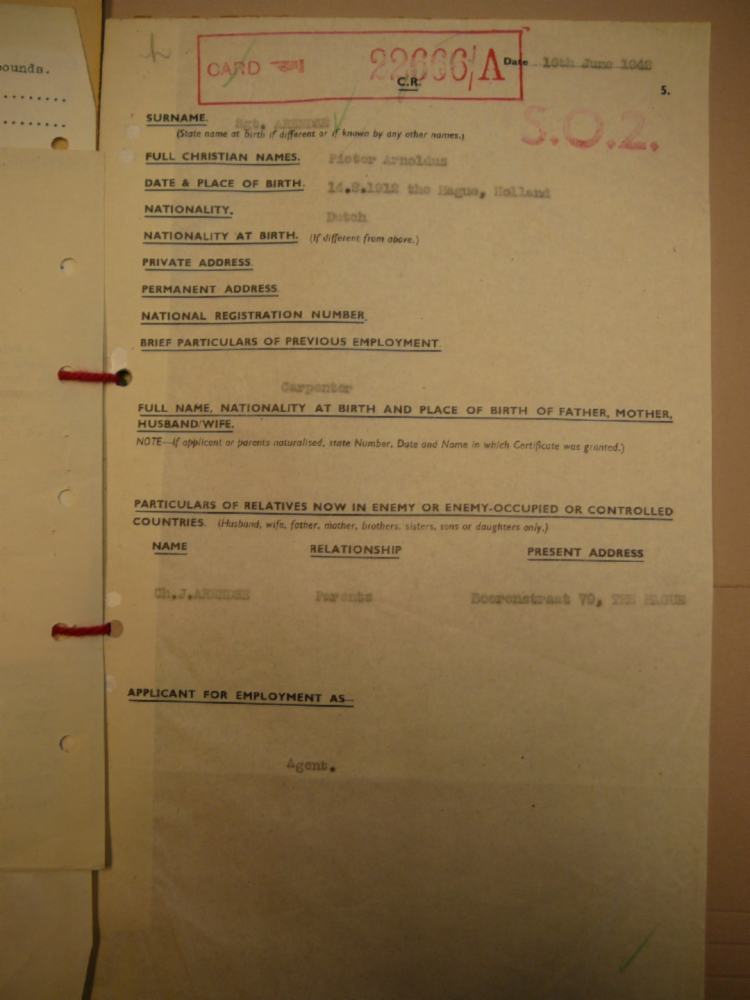 ounds.
CARD 22666/A
Date 16th June 1942
C.R.
5.
S.O.2.
SURNAME. Sgt. ARENDSE
(State name at birth if different or if known by any other names.)
FULL CHRISTIAN NAMES. Pieter Arnoldus
DATE & PLACE OF BIRTH. 14.8.1912 the Hague, Holland
NATIONALITY. Dutch
NATIONALITY AT BIRTH. (If different from above.)
PRIVATE ADDRESS.
PERMANENT ADDRESS.
NATIONAL REGISTRATION NUMBER.
BRIEF PARTICULARS OF PREVIOUS EMPLOYMENT.
Carpenter
FULL NAME, NATIONALITY AT BIRTH AND PLACE OF BIRTH OF FATHER, MOTHER,
HUSBAND/WIFE.
NOTE—If applicant or parents naturalised, state Number, Date and Name in which Certificate was granted.)
PARTICULARS OF RELATIVES NOW IN ENEMY OR ENEMY-OCCUPIED OR CONTROLLED
COUNTRIES. (Husband, wife, father, mother, brothers, sisters, sons or daughters only.)
NAME RELATIONSHIP PRESENT ADDRESS
Ch.J.ARENDSE Parents Boerenstraat 79, THE HAGUE
APPLICANT FOR EMPLOYMENT AS—
Agent.